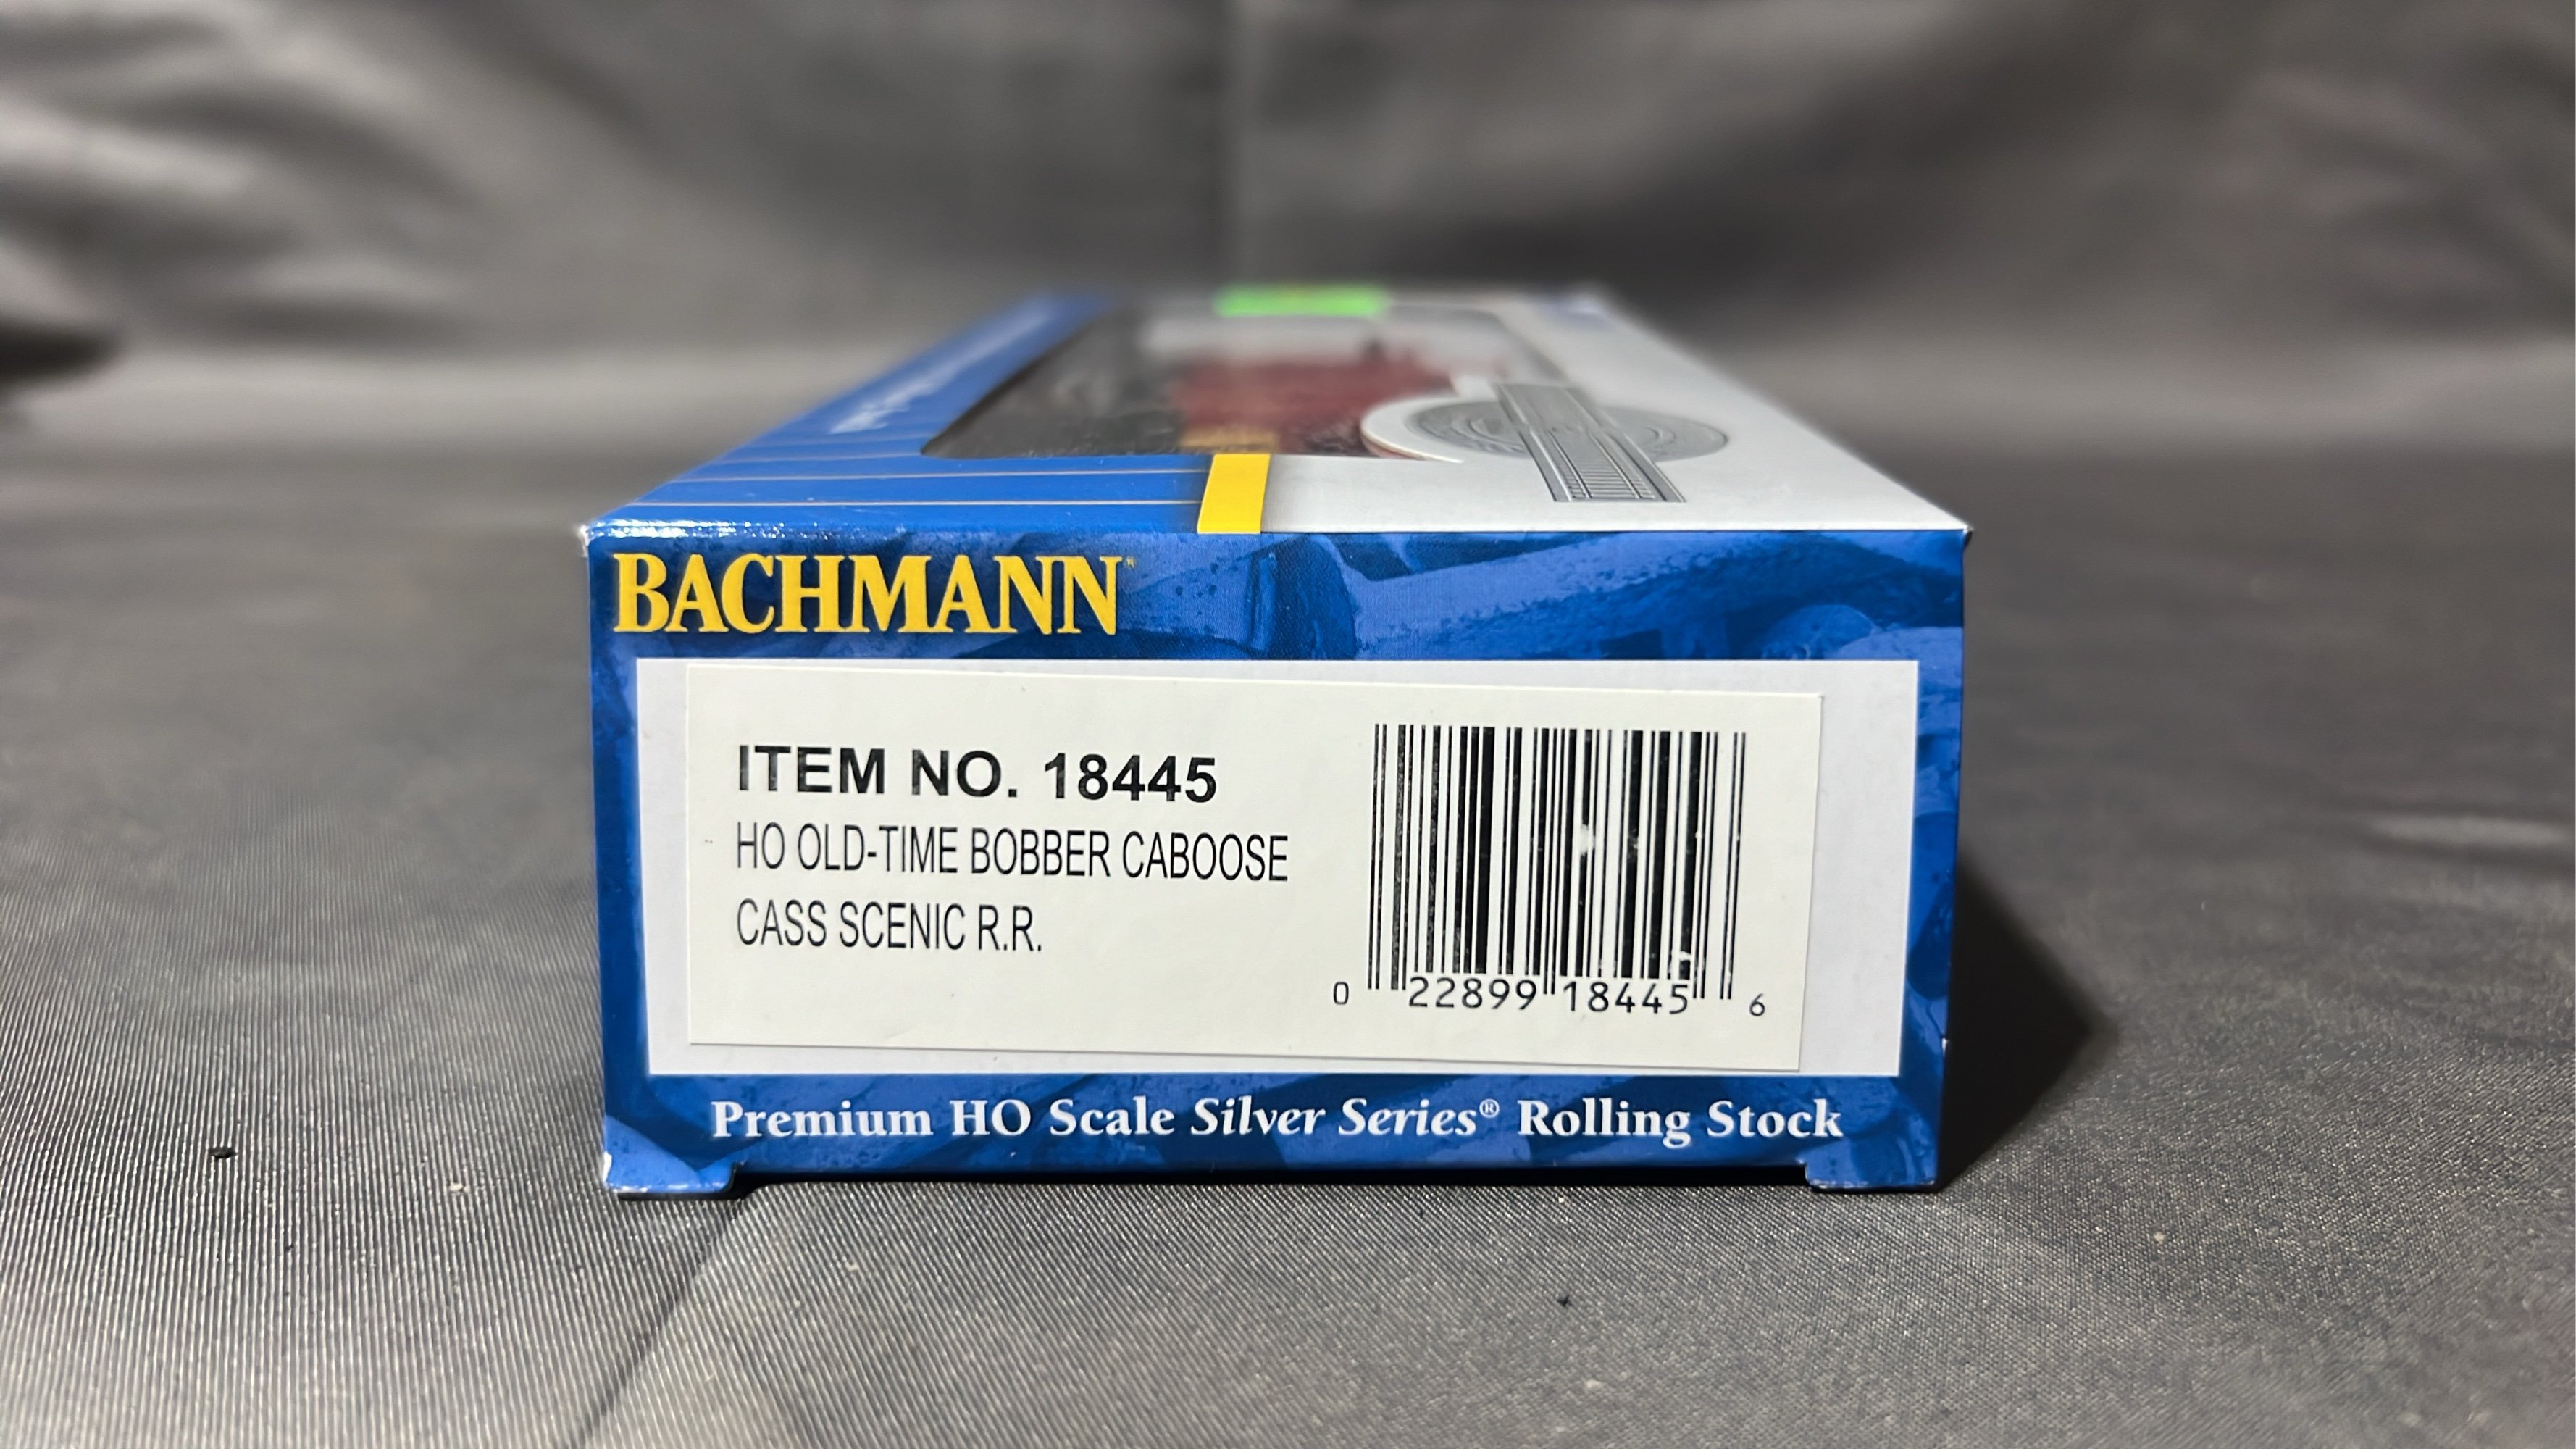 BACHMANN
ITEM NO. 18445
HO OLD-TIME BOBBER CABOOSE
CASS SCENIC R.R.
0 22899 18445 6
Premium HO Scale Silver Series® Rolling Stock